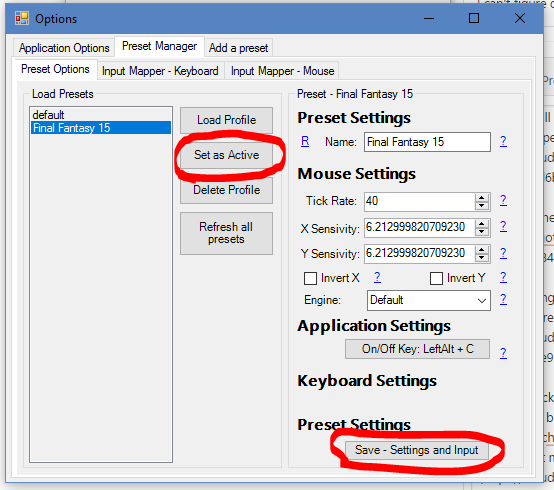 Options
can't figure o
Application Options
Preset Manager
Add a preset
Preset Options
Input Mapper - Keyboard
Input Mapper - Mouse
Load Presets
default
Final Fantasy 15
Load Profile
Set as Active
Delete Profile
Refresh all
presets
Preset - Final Fantasy 15
Preset Settings
R Name: Final Fantasy 15 ?
Mouse Settings
Tick Rate: 40 ?
X Sensivity: 6.212999820709230 ?
Y Sensivity: 6.212999820709230 ?
Invert X ? Invert Y ?
Engine: Default ?
Application Settings
On/Off Key: LeftAlt + C ?
Keyboard Settings
Preset Settings
Save - Settings and Input